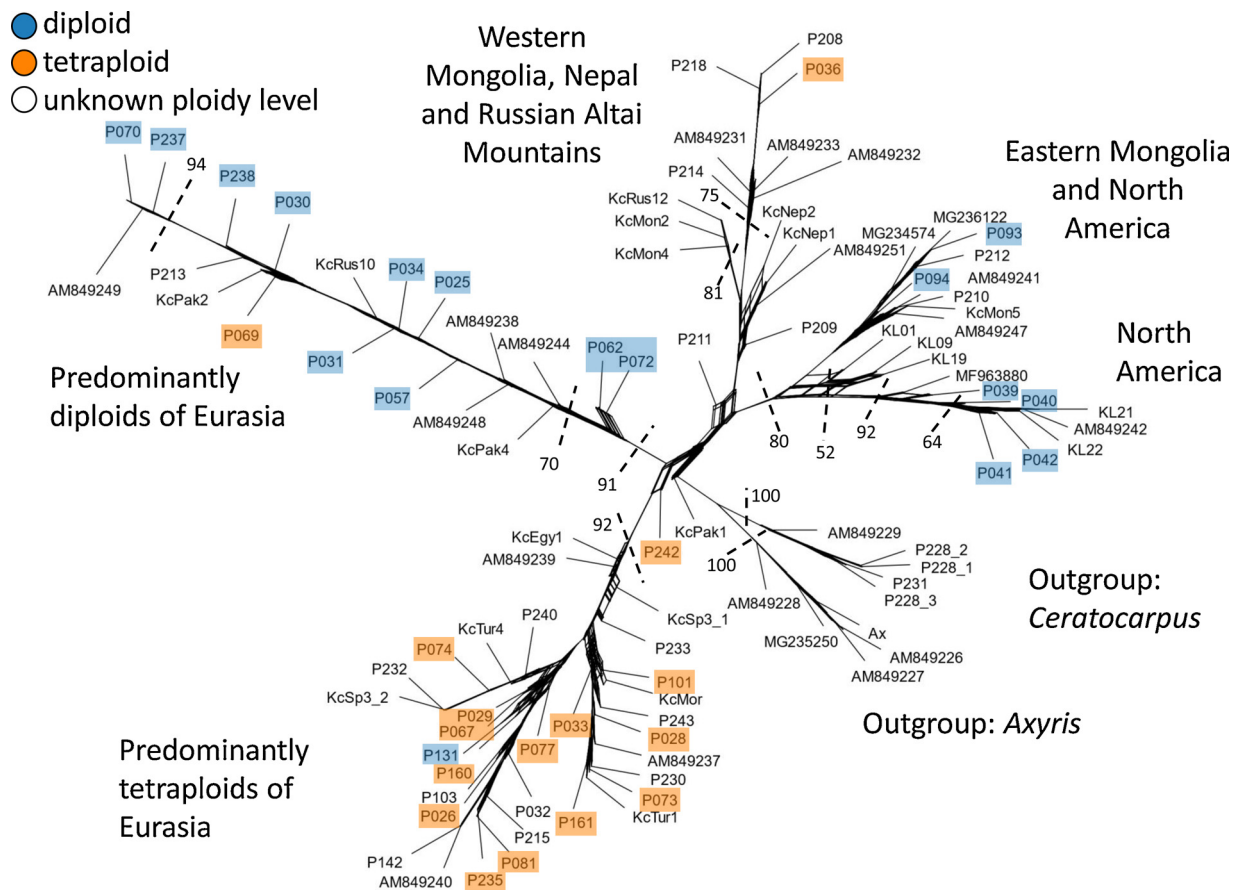 diploid
tetraploid
unknown ploidy level
Western
Mongolia, Nepal
and Russian Altai
Mountains
P208
P218
P036
P070
P237
94
P238
P030
AM849231
AM849233
AM849232
P214
75
Eastern Mongolia
and North
America
KcRus12
KcMon2
KcMon4
KcNep2
KcNep1
AM849251
MG236122
MG234574
P093
P212
AM849241
P094
P210
KcMon5
AM849247
AM849249
P213
KcPak2
KcRus10
P034
P025
81
P069
P031
AM849238
AM849244
P062
P072
P211
P209
KL01
KL09
KL19
MF963880
North
America
P039
P040
KL21
AM849242
KL22
Predominantly
diploids of Eurasia
P057
AM849248
KcPak4
70
91
80
52
92
64
P041
P042
92
KcEgy1
AM849239
P242
KcPak1
100
100
AM849229
P228_2
P228_1
P231
P228_3
Outgroup:
Ceratocarpus
AM849228
MG235250
Ax
AM849226
AM849227
Outgroup: Axyris
KcSp3_1
P233
P240
KcTur4
P074
P232
KcSp3_2
P101
KcMor
P029
P067
P033
P243
P028
P131
P077
AM849237
P160
P230
P103
P073
P026
P032
P161
KcTur1
P215
P142
P081
AM849240
P235
Predominantly
tetraploids of
Eurasia